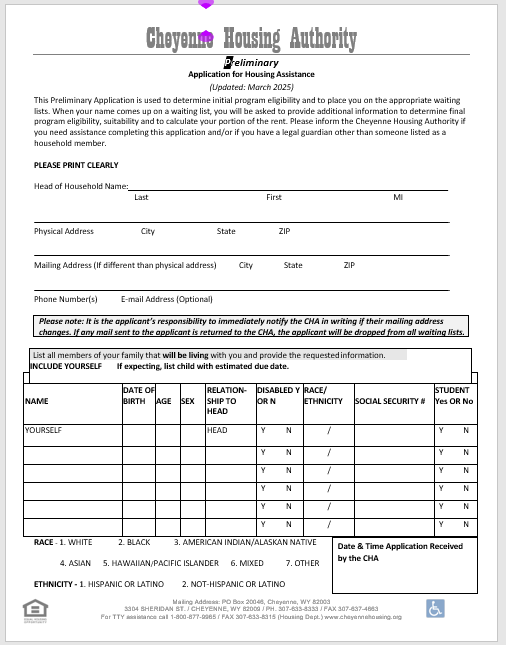 Cheyenne Housing Authority
Preliminary
Application for Housing Assistance
(Updated: March 2025)
This Preliminary Application is used to determine initial program eligibility and to place you on the appropriate waiting
lists. When your name comes up on a waiting list, you will be asked to provide additional information to determine final
program eligibility, suitability and to calculate your portion of the rent. Please inform the Cheyenne Housing Authority if
you need assistance completing this application and/or if you have a legal guardian other than someone listed as a
household member.
PLEASE PRINT CLEARLY
Head of Household Name:
Last First MI
Physical Address City State ZIP
Mailing Address (If different than physical address) City State ZIP
Phone Number(s) E-mail Address (Optional)
Please note: It is the applicant's responsibility to immediately notify the CHA in writing if their mailing address
changes. If any mail sent to the applicant is returned to the CHA, the applicant will be dropped from all waiting lists.
List all members of your family that will be living with you and provide the requested information.
INCLUDE YOURSELF If expecting, list child with estimated due date.
NAME DATE OF BIRTH AGE SEX RELATION-SHIP TO HEAD DISABLED Y OR N RACE/ ETHNICITY SOCIAL SECURITY # STUDENT Yes OR No
YOURSELF HEAD Y N / Y N
Y N / Y N
Y N / Y N
Y N / Y N
Y N / Y N
Y N / Y N
RACE - 1. WHITE 2. BLACK 3. AMERICAN INDIAN/ALASKAN NATIVE
4. ASIAN 5. HAWAIIAN/PACIFIC ISLANDER 6. MIXED 7. OTHER
ETHNICITY - 1. HISPANIC OR LATINO 2. NOT-HISPANIC OR LATINO
Date & Time Application Received
by the CHA
Mailing Address: PO Box 20046, Cheyenne, WY 82003
3304 SHERIDAN ST. / CHEYENNE, WY 82009 / PH. 307-633-8333 / FAX 307-637-4663
For TTY assistance call 1-800-877-9965 / FAX 307-633-8315 (Housing Dept.) www.cheyennehousing.org